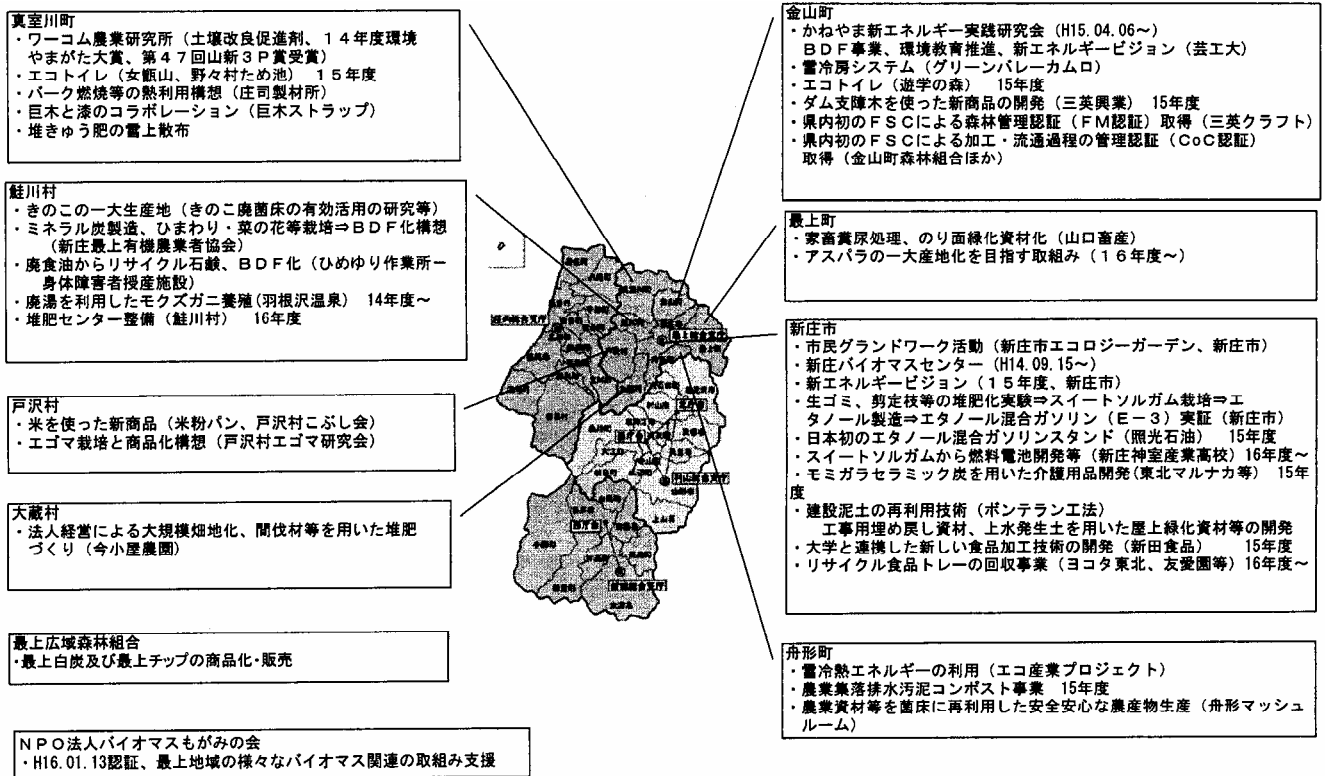 真室川町
・ワーコム農業研究所（土壌改良促進剤、１４年度環境
やまがた大賞、第４７回山新３Ｐ賞受賞）
・エコトイレ（女甑山、野々村ため池）　１５年度
・バーク燃焼等の熱利用構想（庄司製材所）
・巨木と漆のコラボレーション（巨木ストラップ）
・堆きゅう肥の雪上散布
鮭川村
・きのこの一大生産地（きのこ廃菌床の有効活用の研究等）
・ミネラル炭製造、ひまわり・菜の花等栽培⇒ＢＤＦ化構想
（新庄最上有機農業者協会）
・廃食油からリサイクル石鹸、ＢＤＦ化（ひめゆり作業所－
身体障害者授産施設）
・廃湯を利用したモクズガニ養殖(羽根沢温泉）　14年度～
・堆肥センター整備（鮭川村）　16年度
戸沢村
・米を使った新商品（米粉パン、戸沢村こぶし会）
・エゴマ栽培と商品化構想（戸沢村エゴマ研究会）
大蔵村
・法人経営による大規模畑地化、間伐材等を用いた堆肥
づくり（今小屋農園）
最上広域森林組合
・最上白炭及び最上チップの商品化・販売
ＮＰＯ法人バイオマスもがみの会
・H16.01.13認証、最上地域の様々なバイオマス関連の取組み支援
金山町
・かねやま新エネルギー実践研究会（H15.04.06～）
ＢＤＦ事業、環境教育推進、新エネルギービジョン（芸工大）
・雪冷房システム（グリーンバレーカムロ）
・エコトイレ（遊学の森）　15年度
・ダム支障木を使った新商品の開発（三英興業）　15年度
・県内初のＦＳＣによる森林管理認証（ＦＭ認証）取得（三英クラフト）
・県内初のＦＳＣによる加工・流通過程の管理認証（CoC認証）
取得（金山町森林組合ほか）
最上町
・家畜糞尿処理、のり面緑化資材化（山口畜産）
・アスパラの一大産地化を目指す取組み（１６年度～）
新庄市
・市民グランドワーク活動（新庄市エコロジーガーデン、新庄市）
・新庄バイオマスセンター（H14.09.15～）
・新エネルギービジョン（１５年度、新庄市）
・生ゴミ、剪定枝等の堆肥化実験⇒スイートソルガム栽培⇒エ
タノール製造⇒エタノール混合ガソリン（Ｅ－３）実証（新庄市）
・日本初のエタノール混合ガソリンスタンド（照光石油）　15年度
・スイートソルガムから燃料電池開発等（新庄神室産業高校）16年度～
・モミガラセラミック炭を用いた介護用品開発(東北マルナカ等）　15年
度
・建設泥土の再利用技術（ボンテラン工法）
工事用埋め戻し資材、上水発生土を用いた屋上緑化資材等の開発
・大学と連携した新しい食品加工技術の開発（新田食品）　15年度
・リサイクル食品トレーの回収事業（ヨコタ東北、友愛園等）16年度～
舟形町
・雪冷熱エネルギーの利用（エコ産業プロジェクト）
・農業集落排水汚泥コンポスト事業　15年度
・農業資材等を菌床に再利用した安全安心な農産物生産（舟形マッシュ
ルーム）